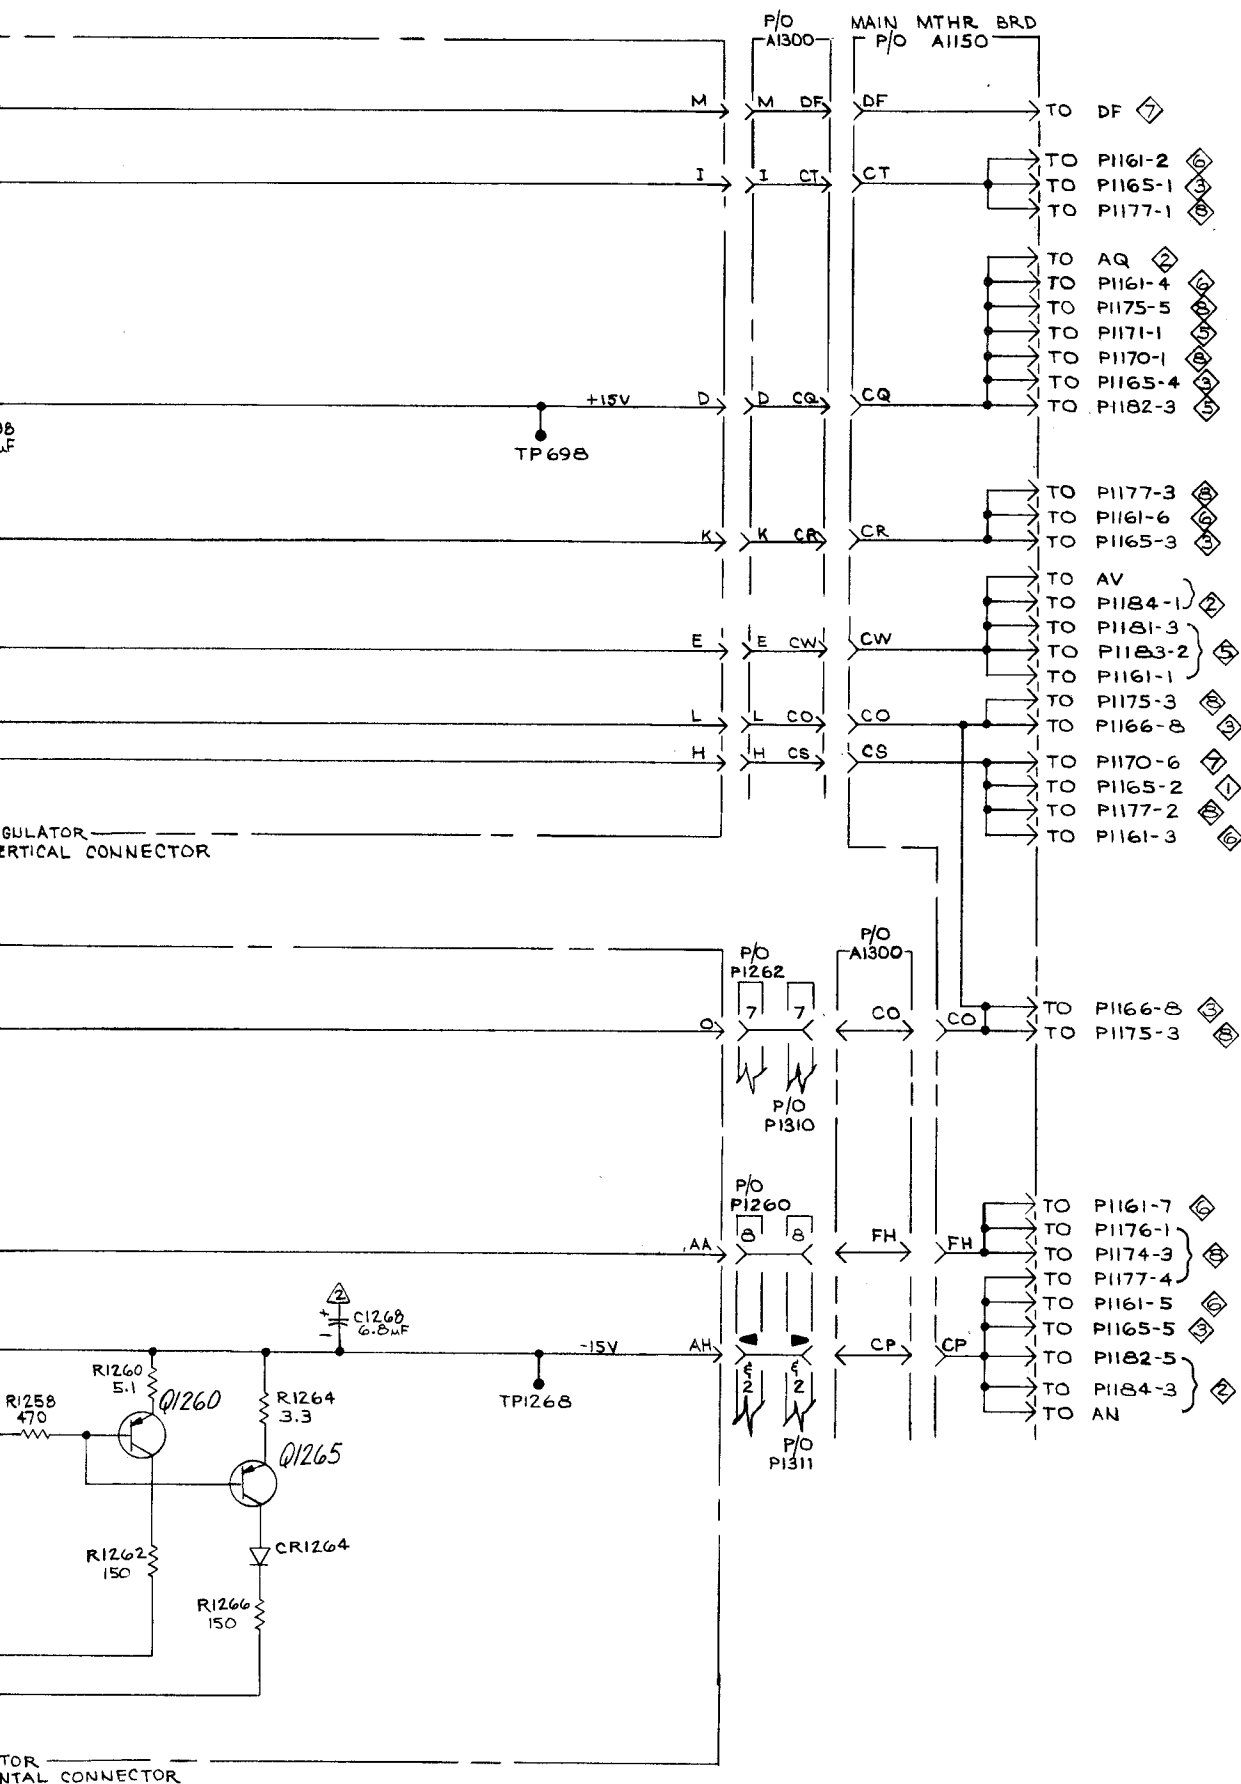 P/O
A1300
MAIN MTHR BRD
P/O A1150
M M DF DF TO DF 7
TO P1161-2 6
I I CT CT TO P1165-1 3
TO P1177-1 8
TO AQ 2
TO P1161-4 6
TO P1175-5 8
TO P1171-1 5
TO P1170-1 8
TO P1165-4 3
+15V D D CQ CQ TO P1182-3 5
TP698
TO P1177-3 8
TO P1161-6 6
K K CR CR TO P1165-3 3
TO AV
TO P1184-1 2
TO P1181-3
E E CW CW TO P1183-2 5
TO P1161-1
TO P1175-3 8
L L CO CO TO P1166-8 3
H H CS CS TO P1170-6 7
TO P1165-2 1
TO P1177-2 8
TO P1161-3 6
GULATOR
ERTICAL CONNECTOR
P/O
P1262
P/O
A1300
7 7
TO P1166-8 3
O CO CO TO P1175-3 8
P/O
P1310
P/O
P1260
8 8
TO P1161-7 6
TO P1176-1
AA FH FH TO P1174-3 8
TO P1177-4
TO P1161-5 6
TO P1165-5 3
2
+
C1268
6.8µF
-
-15V AH CP CP TO P1182-5
& &
2 2
TO P1184-3 2
TO AN
TP1268
P/O
P1311
R1260
5.1
Q1260
R1258
470
R1264
3.3
Q1265
CR1264
R1262
150
R1266
150
TOR
NTAL CONNECTOR